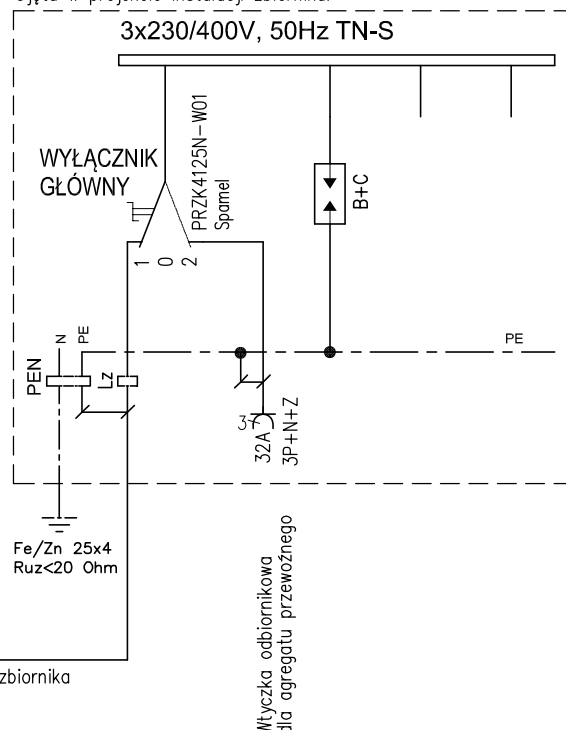 3x230/400V, 50Hz TN-S
WYŁĄCZNIK
GŁÓWNY
PRZK4125N-W01
Spamel
B+C
1 0 2
PEN
N
PE
Lz
PE
3
32A
3P+N+Z
Fe/Zn 25x4
Ruz<20 Ohm
zbiornika
Wtyczka odbiornikowa
dla agregatu przewoźnego